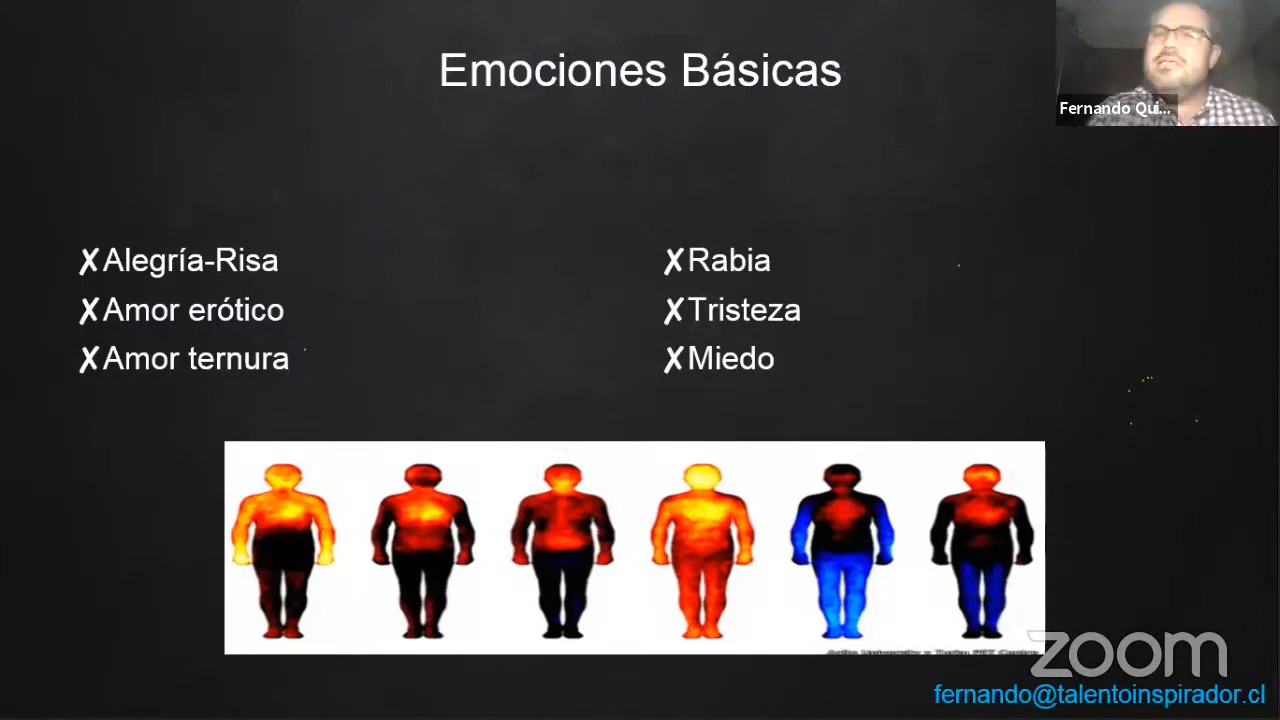 Emociones Básicas
Fernando Qui...
✗Alegría-Risa
✗Amor erótico
✗Amor ternura
✗Rabia
✗Tristeza
✗Miedo
zoom
fernando@talentoinspirador.cl